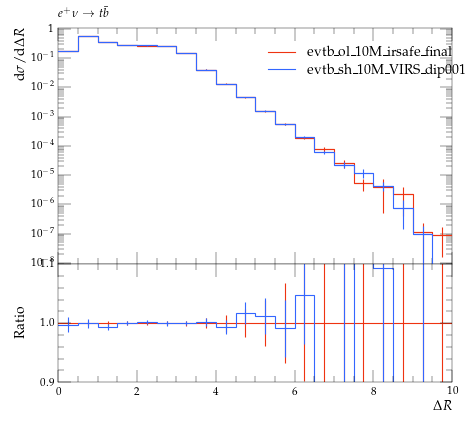 e⁺ν → tb̄
dσ/dΔR
1
10⁻¹
10⁻²
10⁻³
10⁻⁴
10⁻⁵
10⁻⁶
10⁻⁷
10⁻⁸
evtb_ol_10M_irsafe_final
evtb_sh_10M_VIRS_dip001
Ratio
1.1
1.0
0.9
0 2 4 6 8 10
ΔR